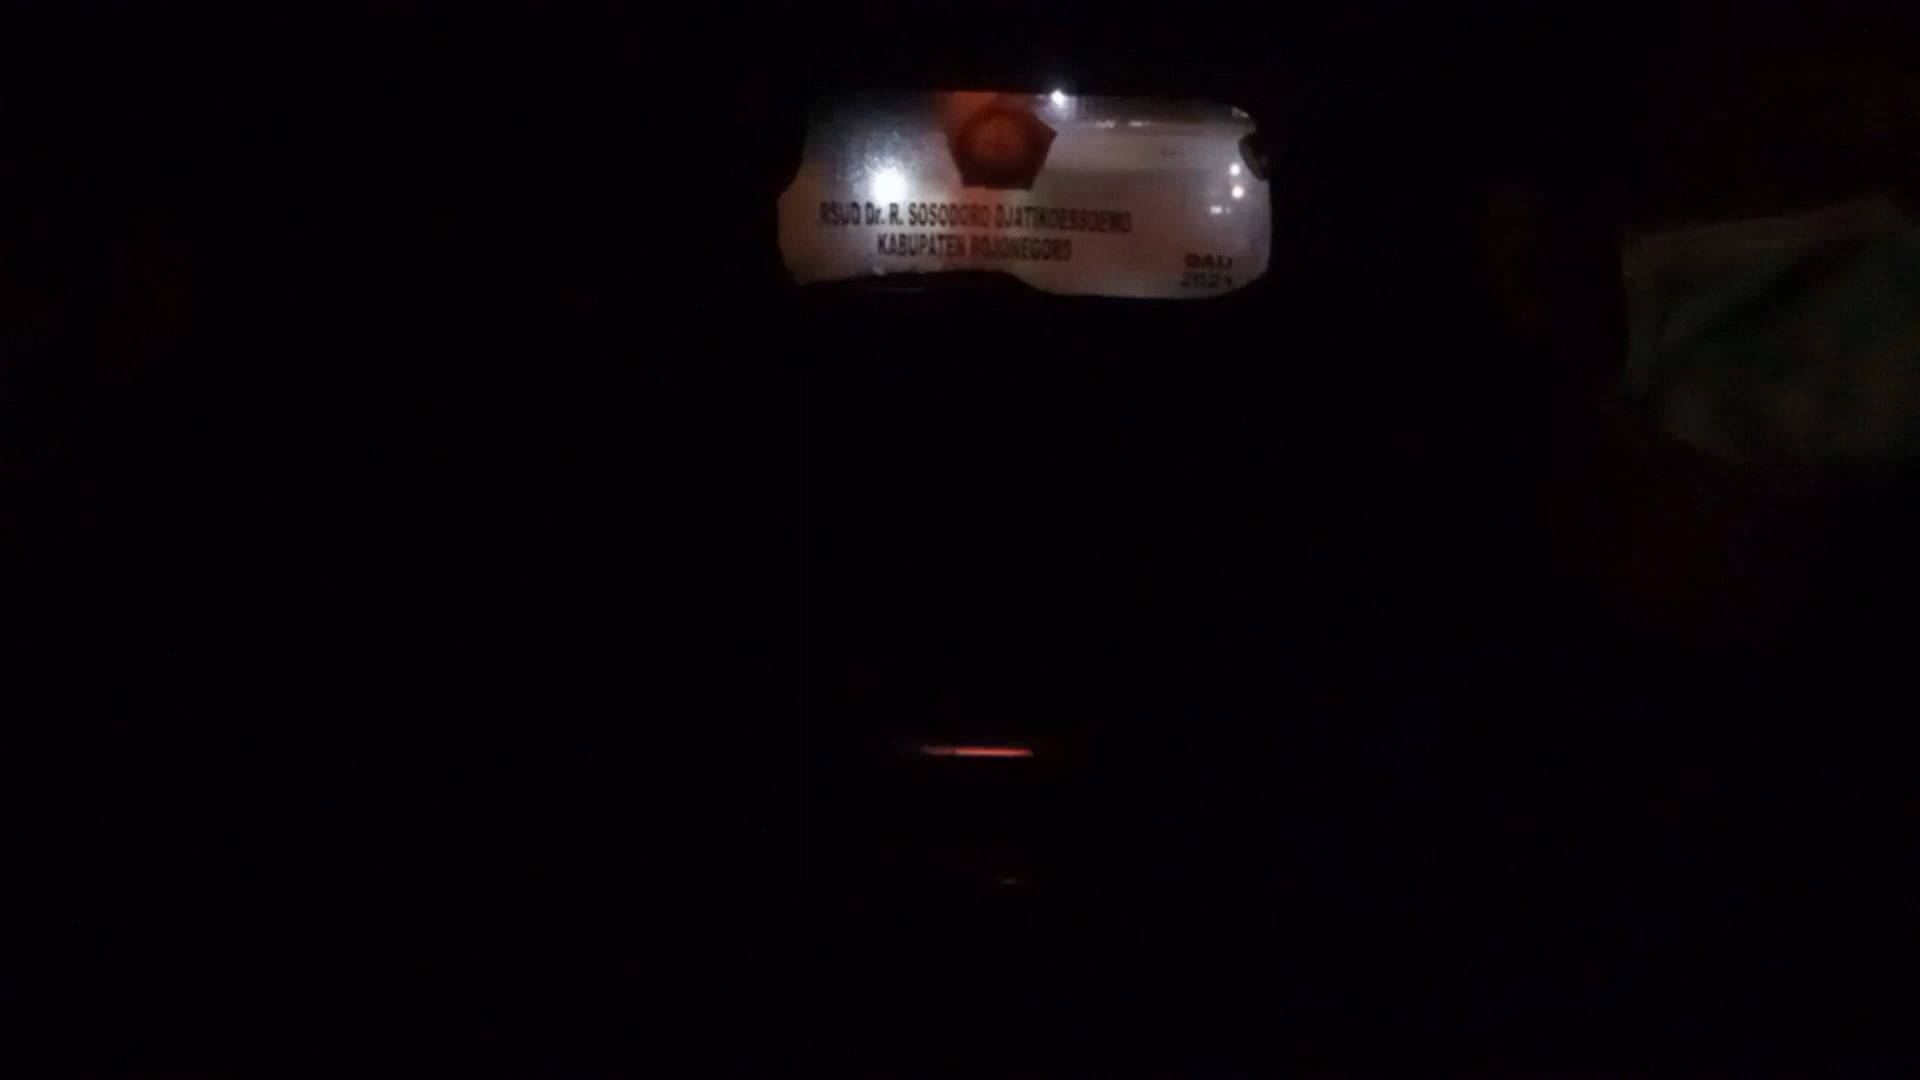 RSUD Dr. R. SOSODORO DJATIKOESOEMO
KABUPATEN BOJONEGORO
DAU
2021